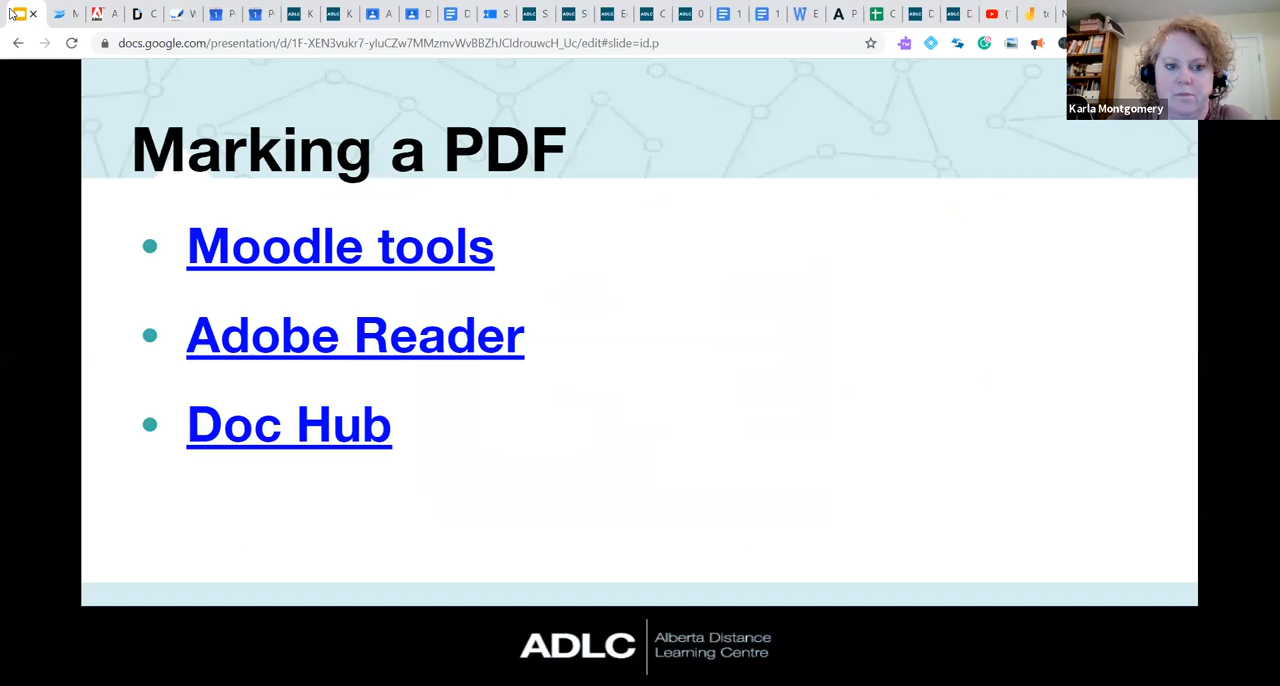 docs.google.com/presentation/d/1F-XEN3vukr7-yIuCZw7MMzmvWvBBZhJCIdrouwcH_Uc/edit#slide=id.p
Karla Montgomery
Marking a PDF
• Moodle tools
• Adobe Reader
• Doc Hub
ADLC
Alberta Distance
Learning Centre